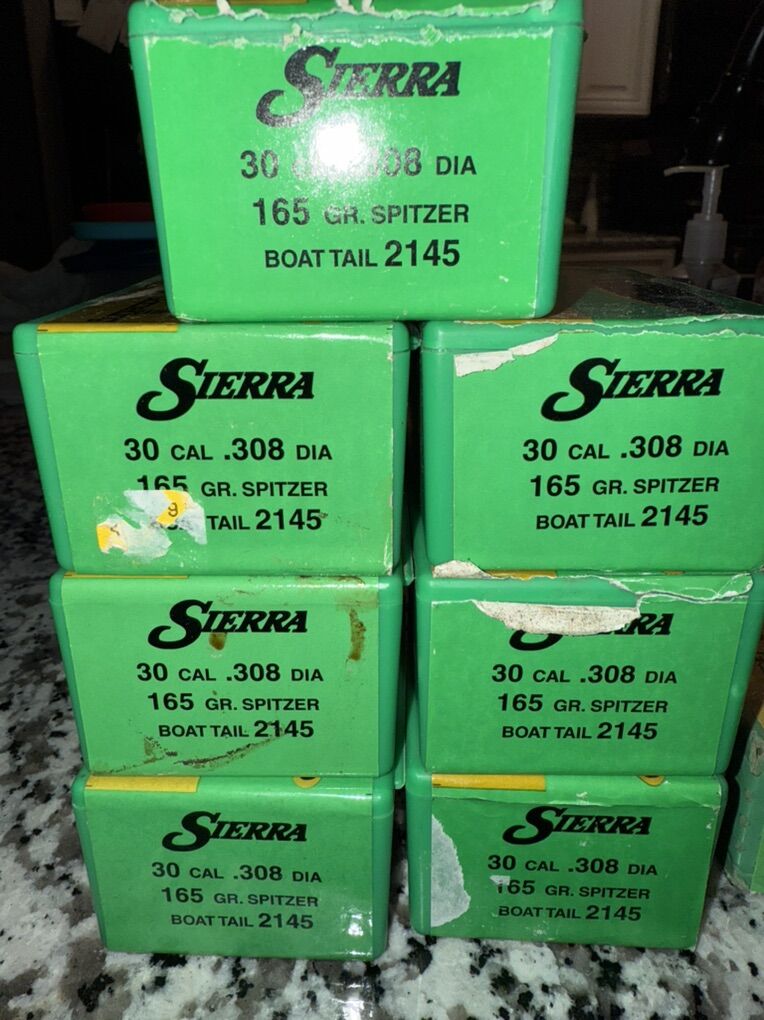 SIERRA
30 08 DIA
165 GR. SPITZER
BOAT TAIL 2145
SIERRA
30 CAL .308 DIA
165 GR. SPITZER
TAIL 2145
SIERRA
30 CAL .308 DIA
165 GR. SPITZER
BOAT TAIL 2145
SIERRA
30 CAL .308 DIA
165 GR. SPITZER
BOAT TAIL 2145
30 CAL .308 DIA
165 GR. SPITZER
BOAT TAIL 2145
SIERRA
30 CAL .308 DIA
165 GR. SPITZER
BOAT TAIL 2145
SIERRA
30 CAL .308 DIA
165 GR. SPITZER
BOAT TAIL 2145